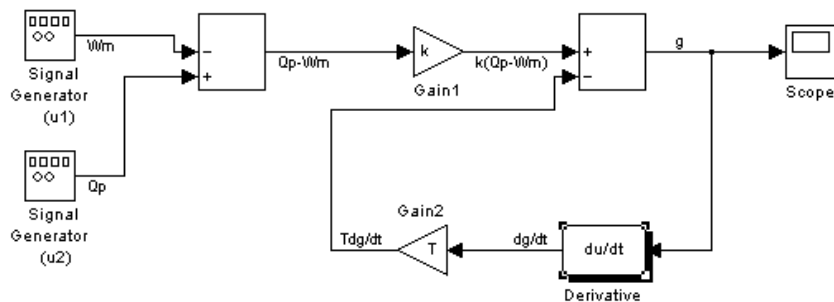 Wm
−
+
Signal
Generator
(u1)
Qp
Signal
Generator
(u2)
Qp-Wm
k
Gain1
k(Qp-Wm)
+
−
g
Scope
Gain2
T
Tdg/dt
dg/dt
du/dt
Derivative